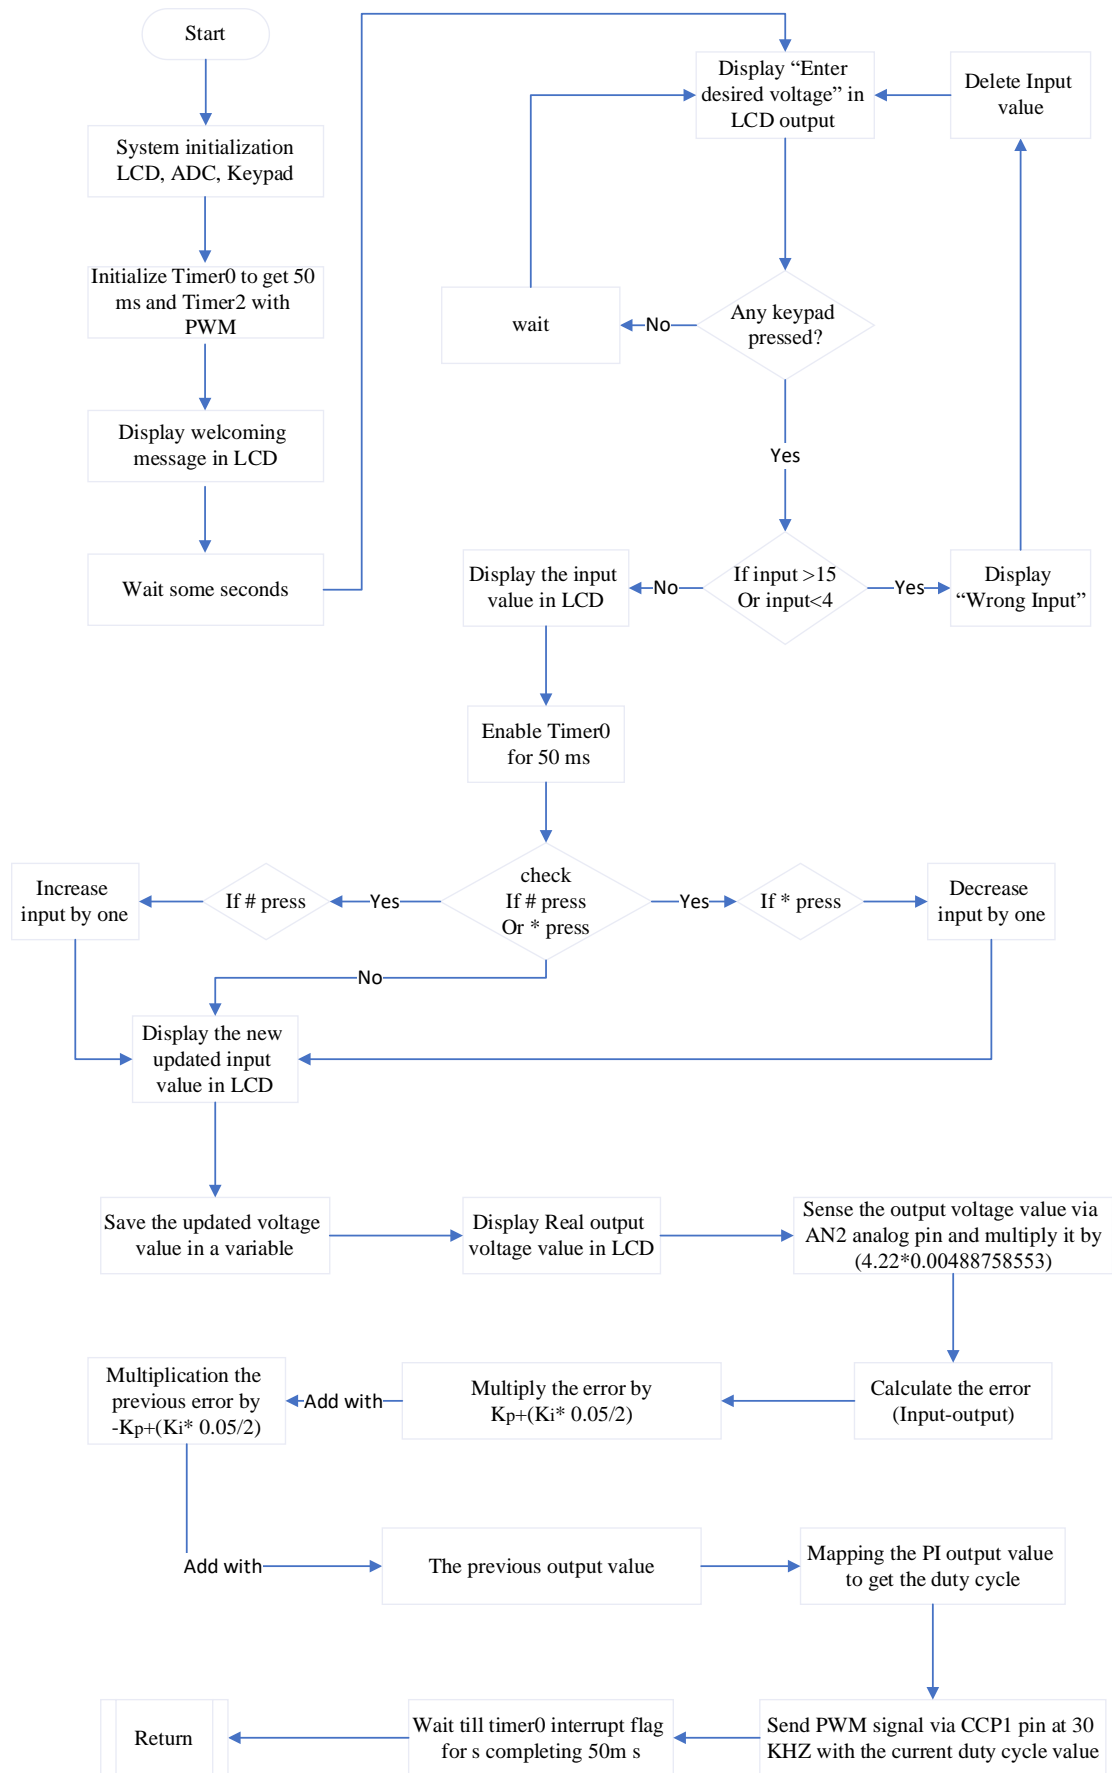 Start
System initialization
LCD, ADC, Keypad
Initialize Timer0 to get 50
ms and Timer2 with
PWM
Display welcoming
message in LCD
Wait some seconds
Display “Enter
desired voltage” in
LCD output
Delete Input
value
wait
No
Any keypad
pressed?
Yes
Display the input
value in LCD
No
If input >15
Or input<4
Yes
Display
“Wrong Input”
Enable Timer0
for 50 ms
Increase
input by one
If # press
Yes
check
If # press
Or * press
Yes
If * press
Decrease
input by one
No
Display the new
updated input
value in LCD
Save the updated voltage
value in a variable
Display Real output
voltage value in LCD
Sense the output voltage value via
AN2 analog pin and multiply it by
(4.22*0.00488758553)
Calculate the error
(Input-output)
Multiply the error by
Kp+(Ki* 0.05/2)
Add with
Multiplication the
previous error by
-Kp+(Ki* 0.05/2)
Add with
The previous output value
Mapping the PI output value
to get the duty cycle
Send PWM signal via CCP1 pin at 30
KHZ with the current duty cycle value
Wait till timer0 interrupt flag
for s completing 50m s
Return